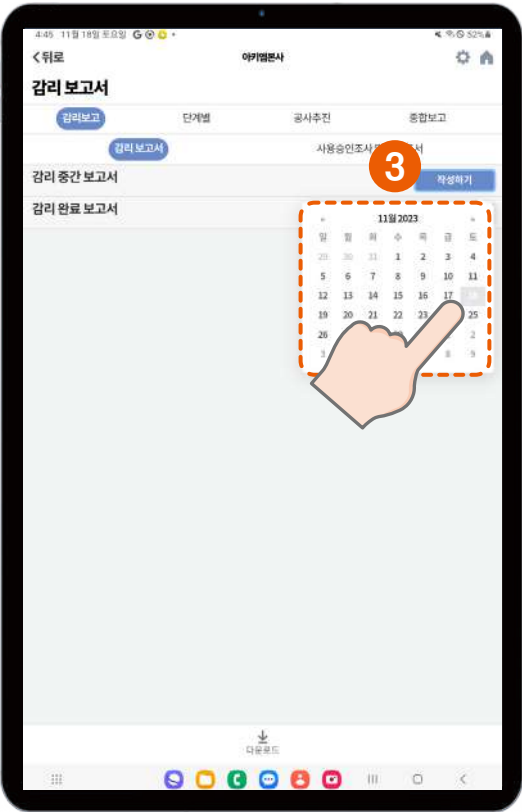 4:45 11월 18일 토요일 G 52%
뒤로
아키엠본사
감리 보고서
감리보고 단계별 공사추진 종합보고
감리 보고서 사용승인조사 서
3
감리 중간 보고서 작성하기
감리 완료 보고서
« 11월 2023 »
일 월 화 수 목 금 토
29 30 31 1 2 3 4
5 6 7 8 9 10 11
12 13 14 15 16 17 18
19 20 21 22 23 25
26 2
3 8 9
다운로드